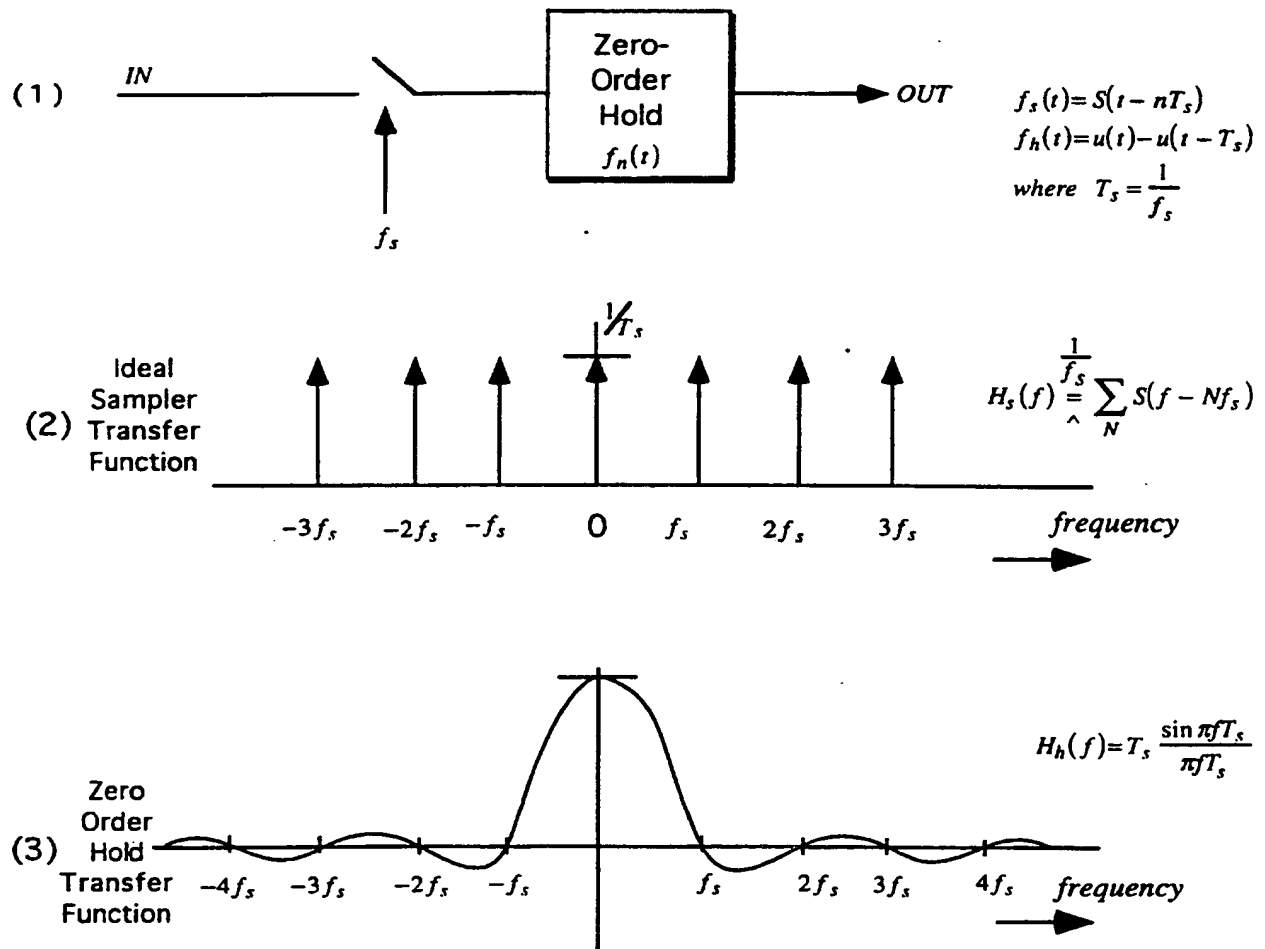 (1)
IN
Zero-
Order
Hold
f_n(t)
OUT
f_s
f_s(t)=S(t-nT_s)
f_h(t)=u(t)-u(t-T_s)
where T_s=1/f_s
(2)
Ideal
Sampler
Transfer
Function
1/T_s
-3f_s -2f_s -f_s 0 f_s 2f_s 3f_s frequency
H_s(f) = 1/f_s ^ ∑_N S(f-Nf_s)
(3)
Zero
Order
Hold
Transfer
Function
-4f_s -3f_s -2f_s -f_s f_s 2f_s 3f_s 4f_s frequency
H_h(f)=T_s sin πfT_s/πfT_s